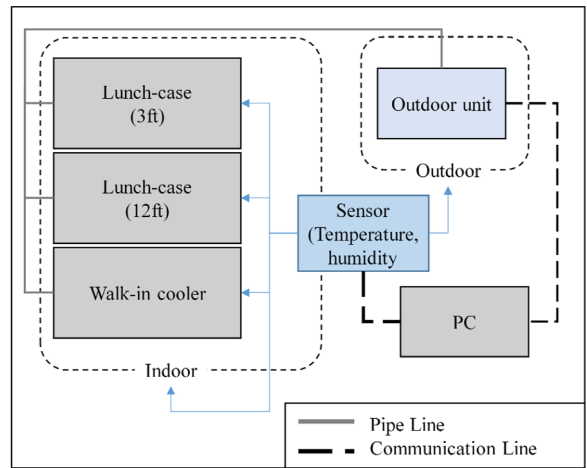 Lunch-case
(3ft)
Lunch-case
(12ft)
Walk-in cooler
Indoor
Outdoor unit
Outdoor
Sensor
(Temperature,
humidity
PC
Pipe Line
Communication Line